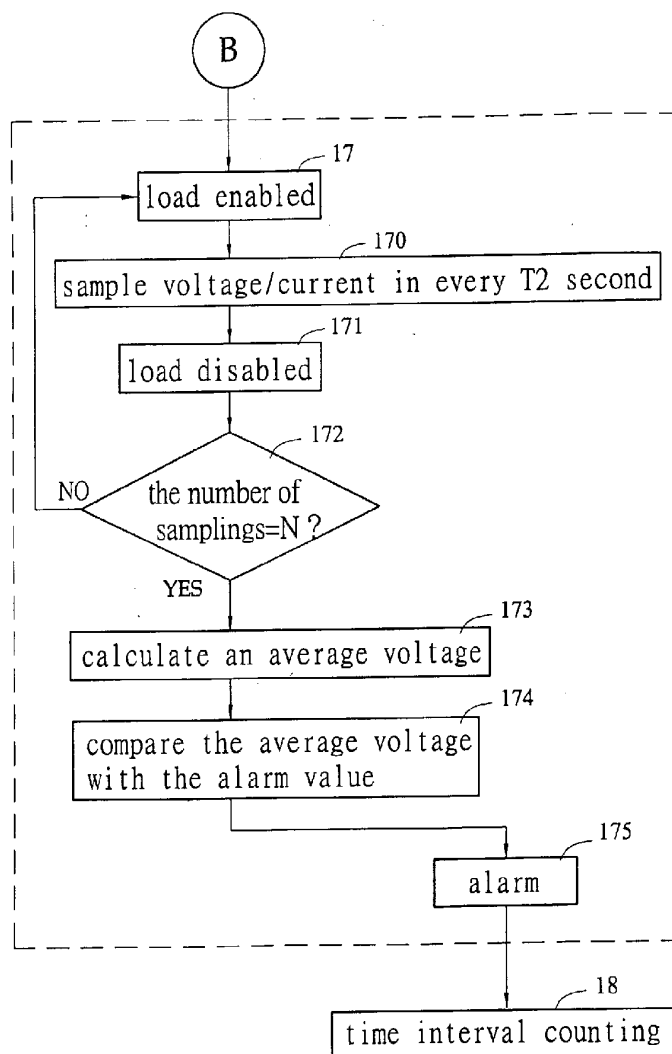 B
17
load enabled
170
sample voltage/current in every T2 second
171
load disabled
172
NO
the number of
samplings=N ?
YES
173
calculate an average voltage
174
compare the average voltage
with the alarm value
175
alarm
18
time interval counting